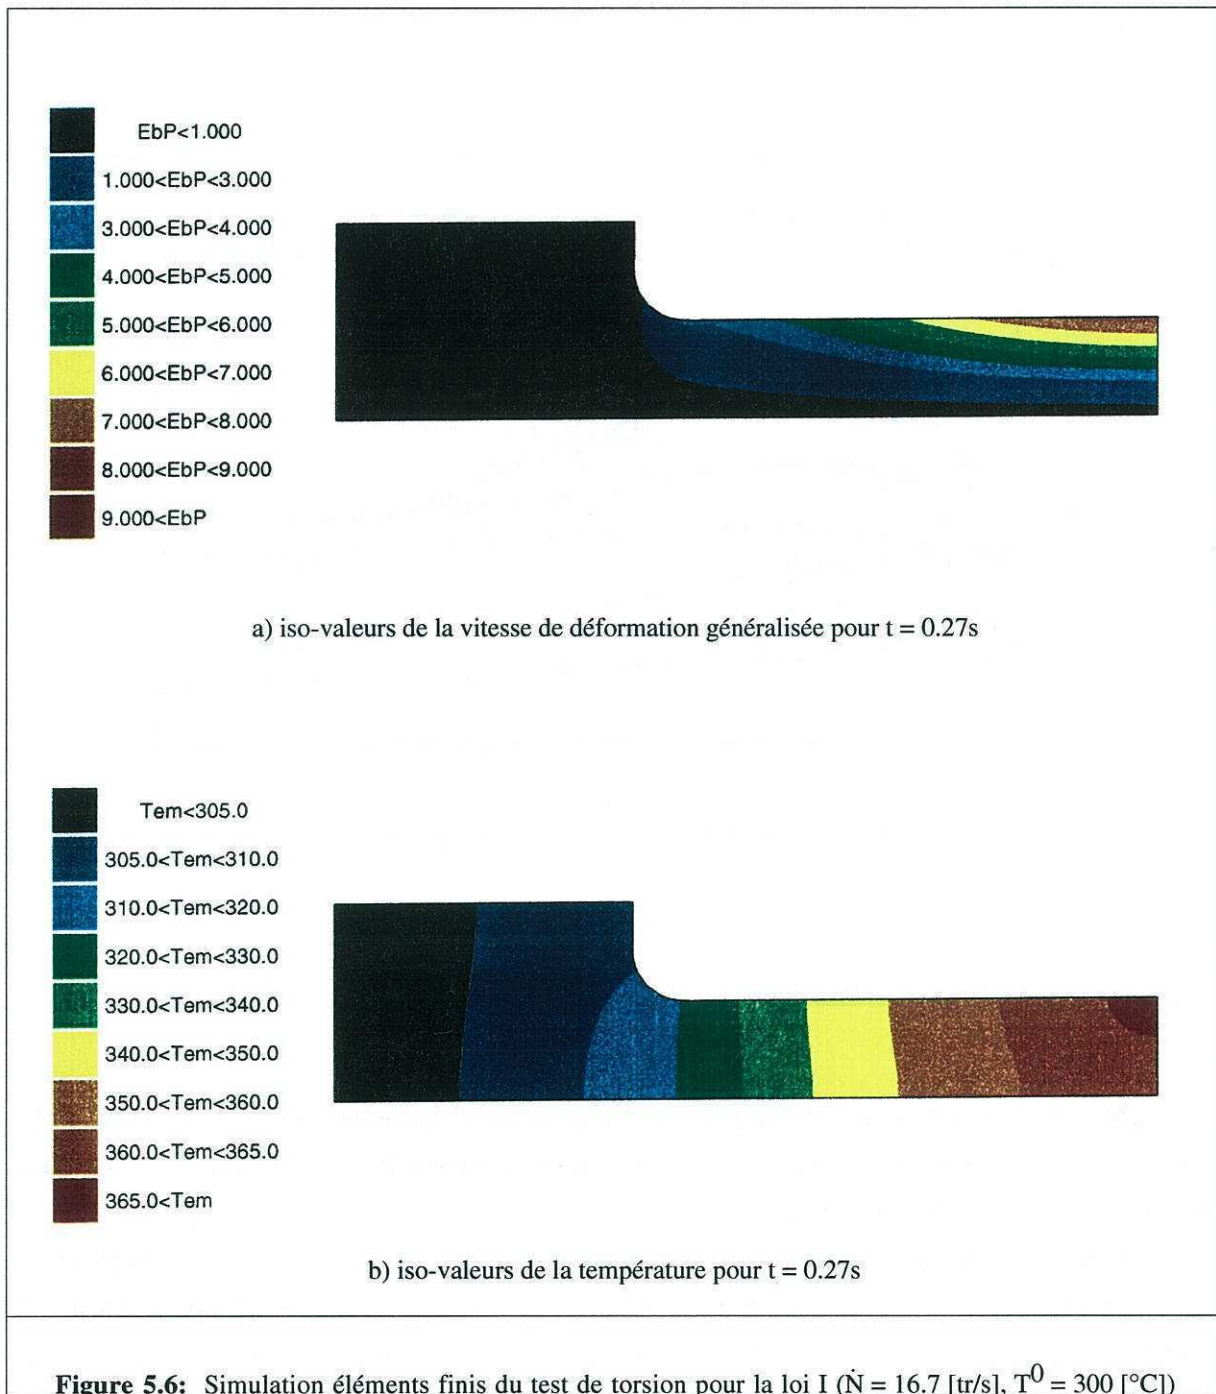 EbP<1.000
1.000<EbP<3.000
3.000<EbP<4.000
4.000<EbP<5.000
5.000<EbP<6.000
6.000<EbP<7.000
7.000<EbP<8.000
8.000<EbP<9.000
9.000<EbP
a) iso-valeurs de la vitesse de déformation généralisée pour t = 0.27s
Tem<305.0
305.0<Tem<310.0
310.0<Tem<320.0
320.0<Tem<330.0
330.0<Tem<340.0
340.0<Tem<350.0
350.0<Tem<360.0
360.0<Tem<365.0
365.0<Tem
b) iso-valeurs de la température pour t = 0.27s
Figure 5.6: Simulation éléments finis du test de torsion pour la loi I (Ṅ = 16.7 [tr/s], T⁰ = 300 [°C])